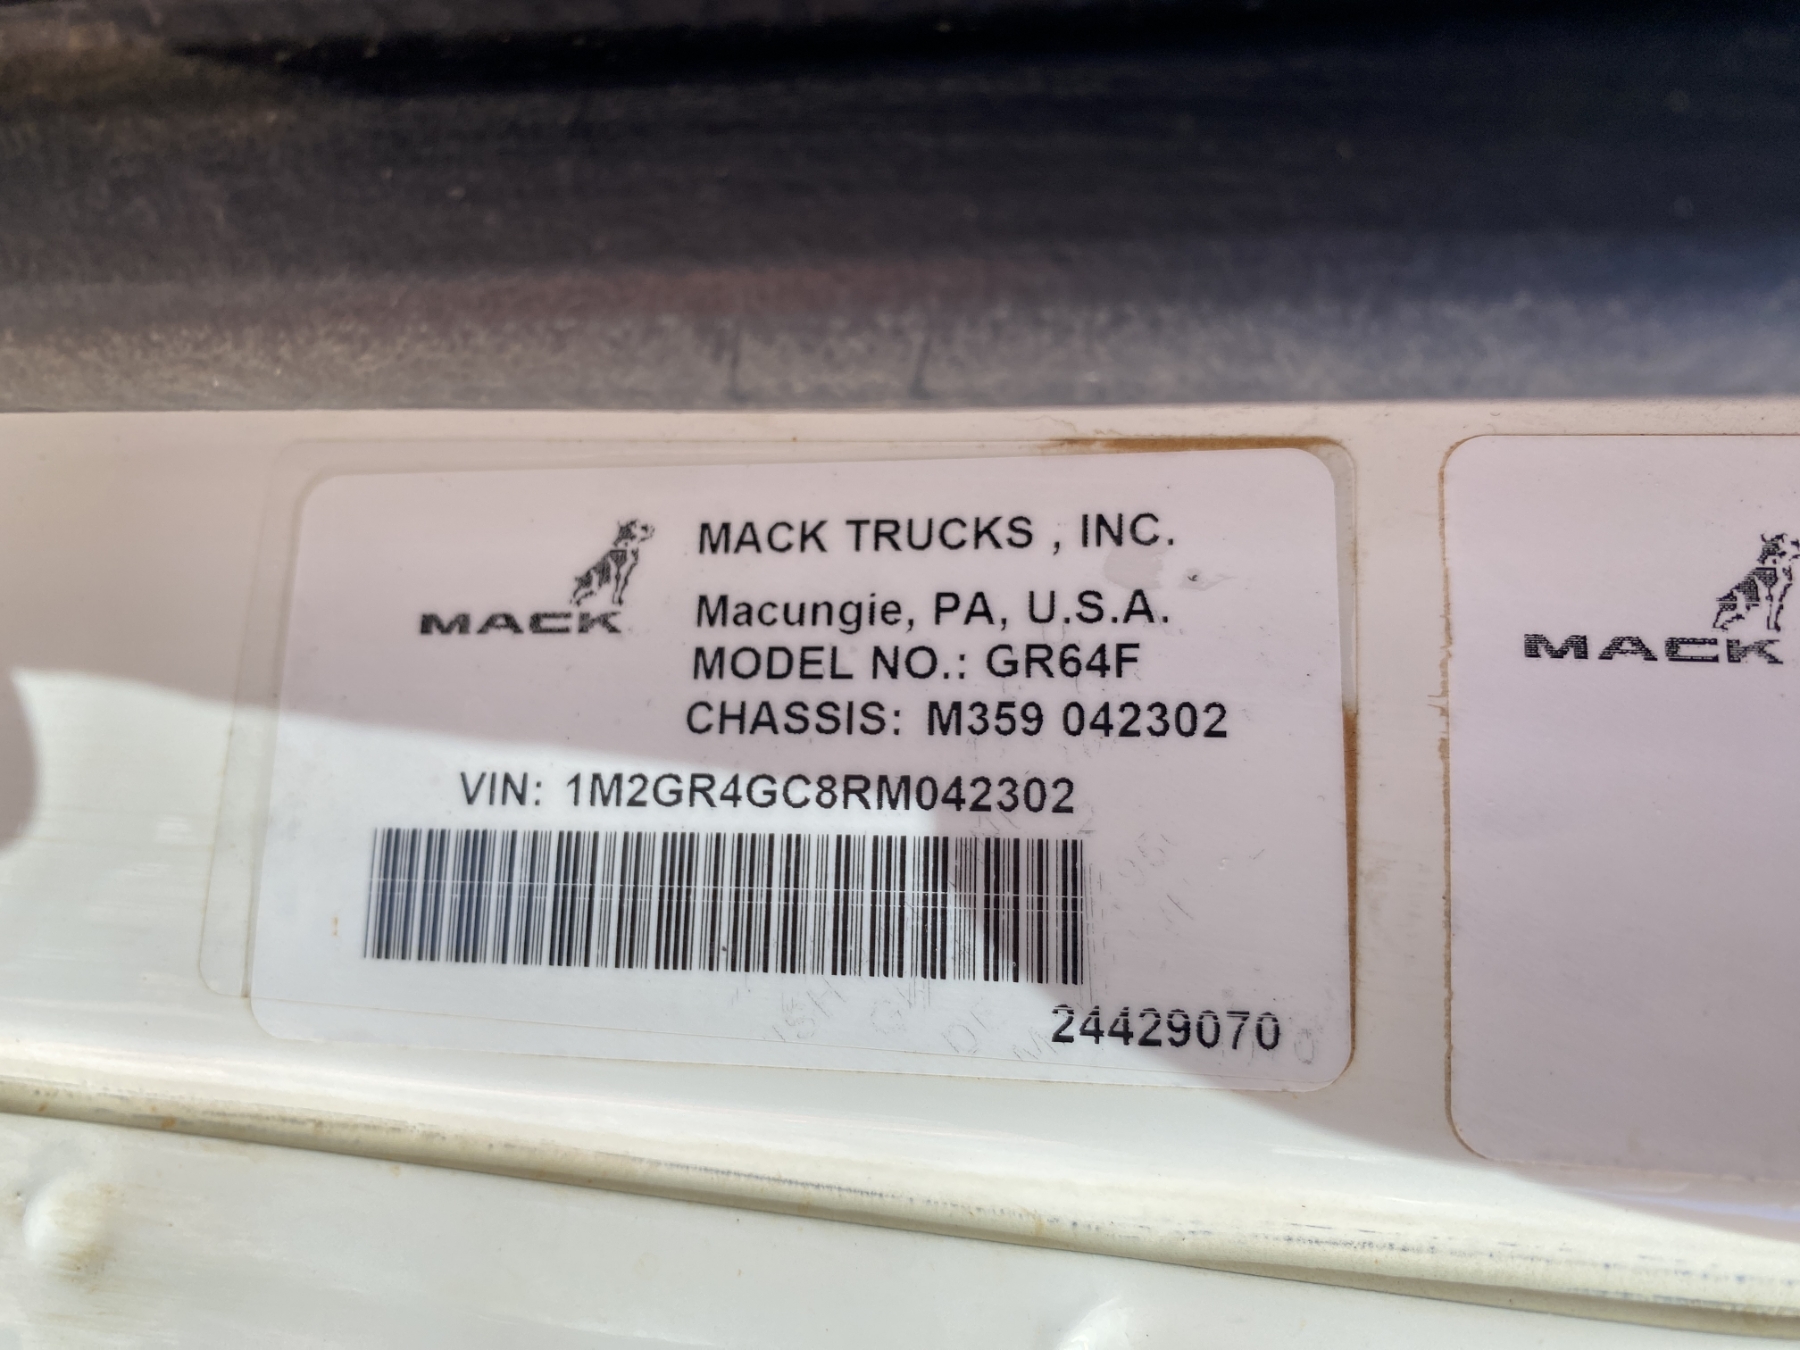 MACK
MACK TRUCKS , INC.
Macungie, PA, U.S.A.
MODEL NO.: GR64F
CHASSIS: M359 042302
VIN: 1M2GR4GC8RM042302
24429070
MACK